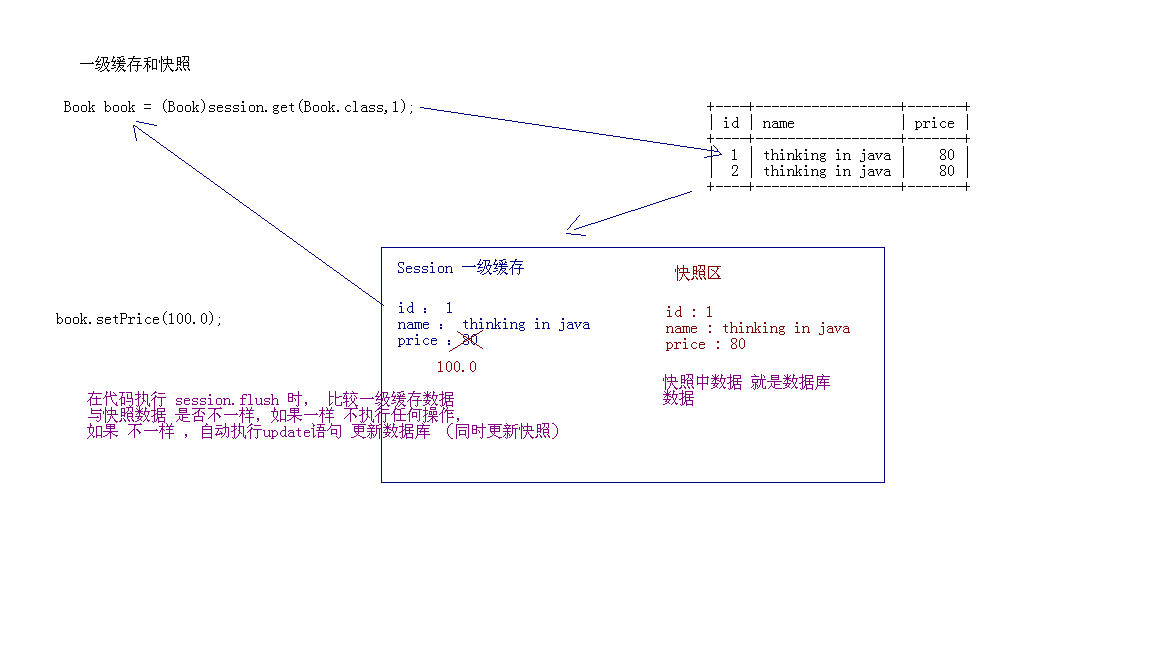 一级缓存和快照
Book book = (Book)session.get(Book.class,1);
+----+------------------+-------+
| id | name             | price |
+----+------------------+-------+
|  1 | thinking in java |    80 |
|  2 | thinking in java |    80 |
+----+------------------+-------+
Session 一级缓存
id : 1
name : thinking in java
price : 80
100.0
快照区
id : 1
name : thinking in java
price : 80
快照中数据 就是数据库
数据
book.setPrice(100.0);
在代码执行 session.flush 时, 比较一级缓存数据
与快照数据 是否不一样, 如果一样 不执行任何操作,
如果 不一样 , 自动执行update语句 更新数据库 (同时更新快照)